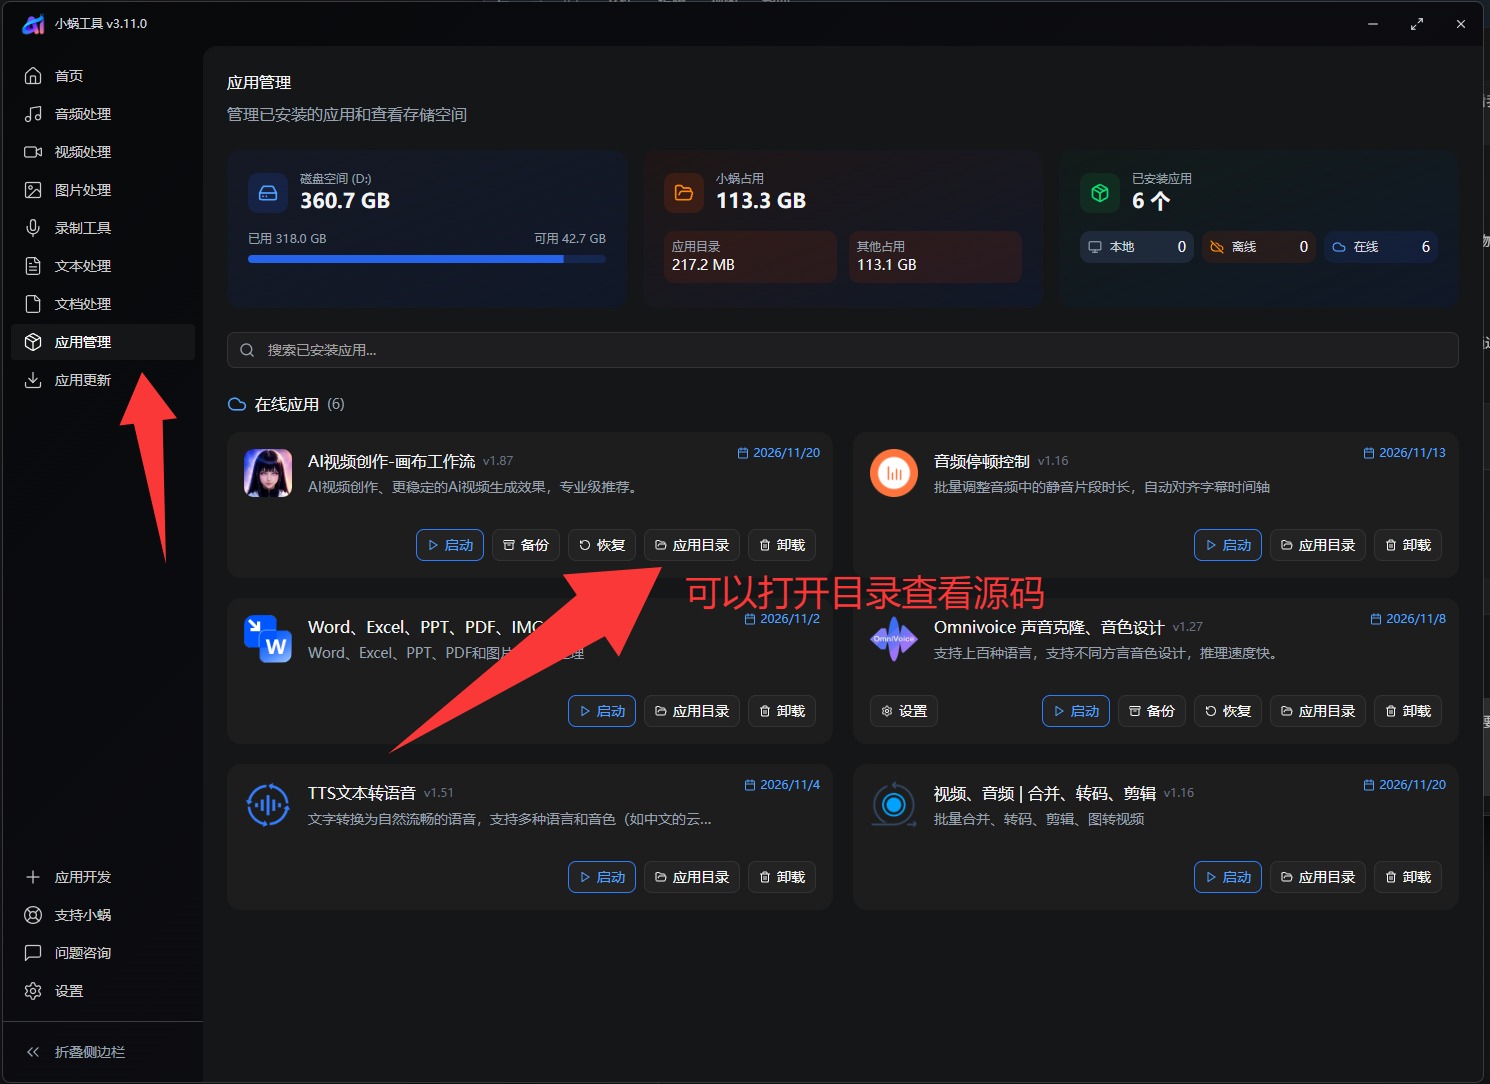 小蜗工具 v3.11.0
首页
音频处理
视频处理
图片处理
录制工具
文本处理
文档处理
应用管理
应用更新
应用开发
支持小蜗
问题咨询
设置
折叠侧边栏
应用管理
管理已安装的应用和查看存储空间
磁盘空间 (D:)
360.7 GB
已用 318.0 GB 可用 42.7 GB
小蜗占用
113.3 GB
应用目录
217.2 MB
其他占用
113.1 GB
已安装应用
6 个
本地 0 离线 0 在线 6
搜索已安装应用...
在线应用 (6)
AI视频创作-画布工作流 v1.87 2026/11/20
AI视频创作、更稳定的Ai视频生成效果，专业级推荐。
启动 备份 恢复 应用目录 卸载
音频停顿控制 v1.16 2026/11/13
批量调整音频中的静音片段时长，自动对齐字幕时间轴
启动 应用目录 卸载
可以打开目录查看源码
Word、Excel、PPT、PDF、IMG 2026/11/2
Word、Excel、PPT、PDF和图片 理
启动 应用目录 卸载
OmniVoice
Omnivoice 声音克隆、音色设计 v1.27 2026/11/8
支持上百种语言，支持不同方言音色设计，推理速度快。
设置 启动 备份 恢复 应用目录 卸载
TTS文本转语音 v1.51 2026/11/4
文字转换为自然流畅的语音，支持多种语言和音色（如中文的云...
启动 应用目录 卸载
视频、音频 | 合并、转码、剪辑 v1.16 2026/11/20
批量合并、转码、剪辑、图转视频
启动 应用目录 卸载